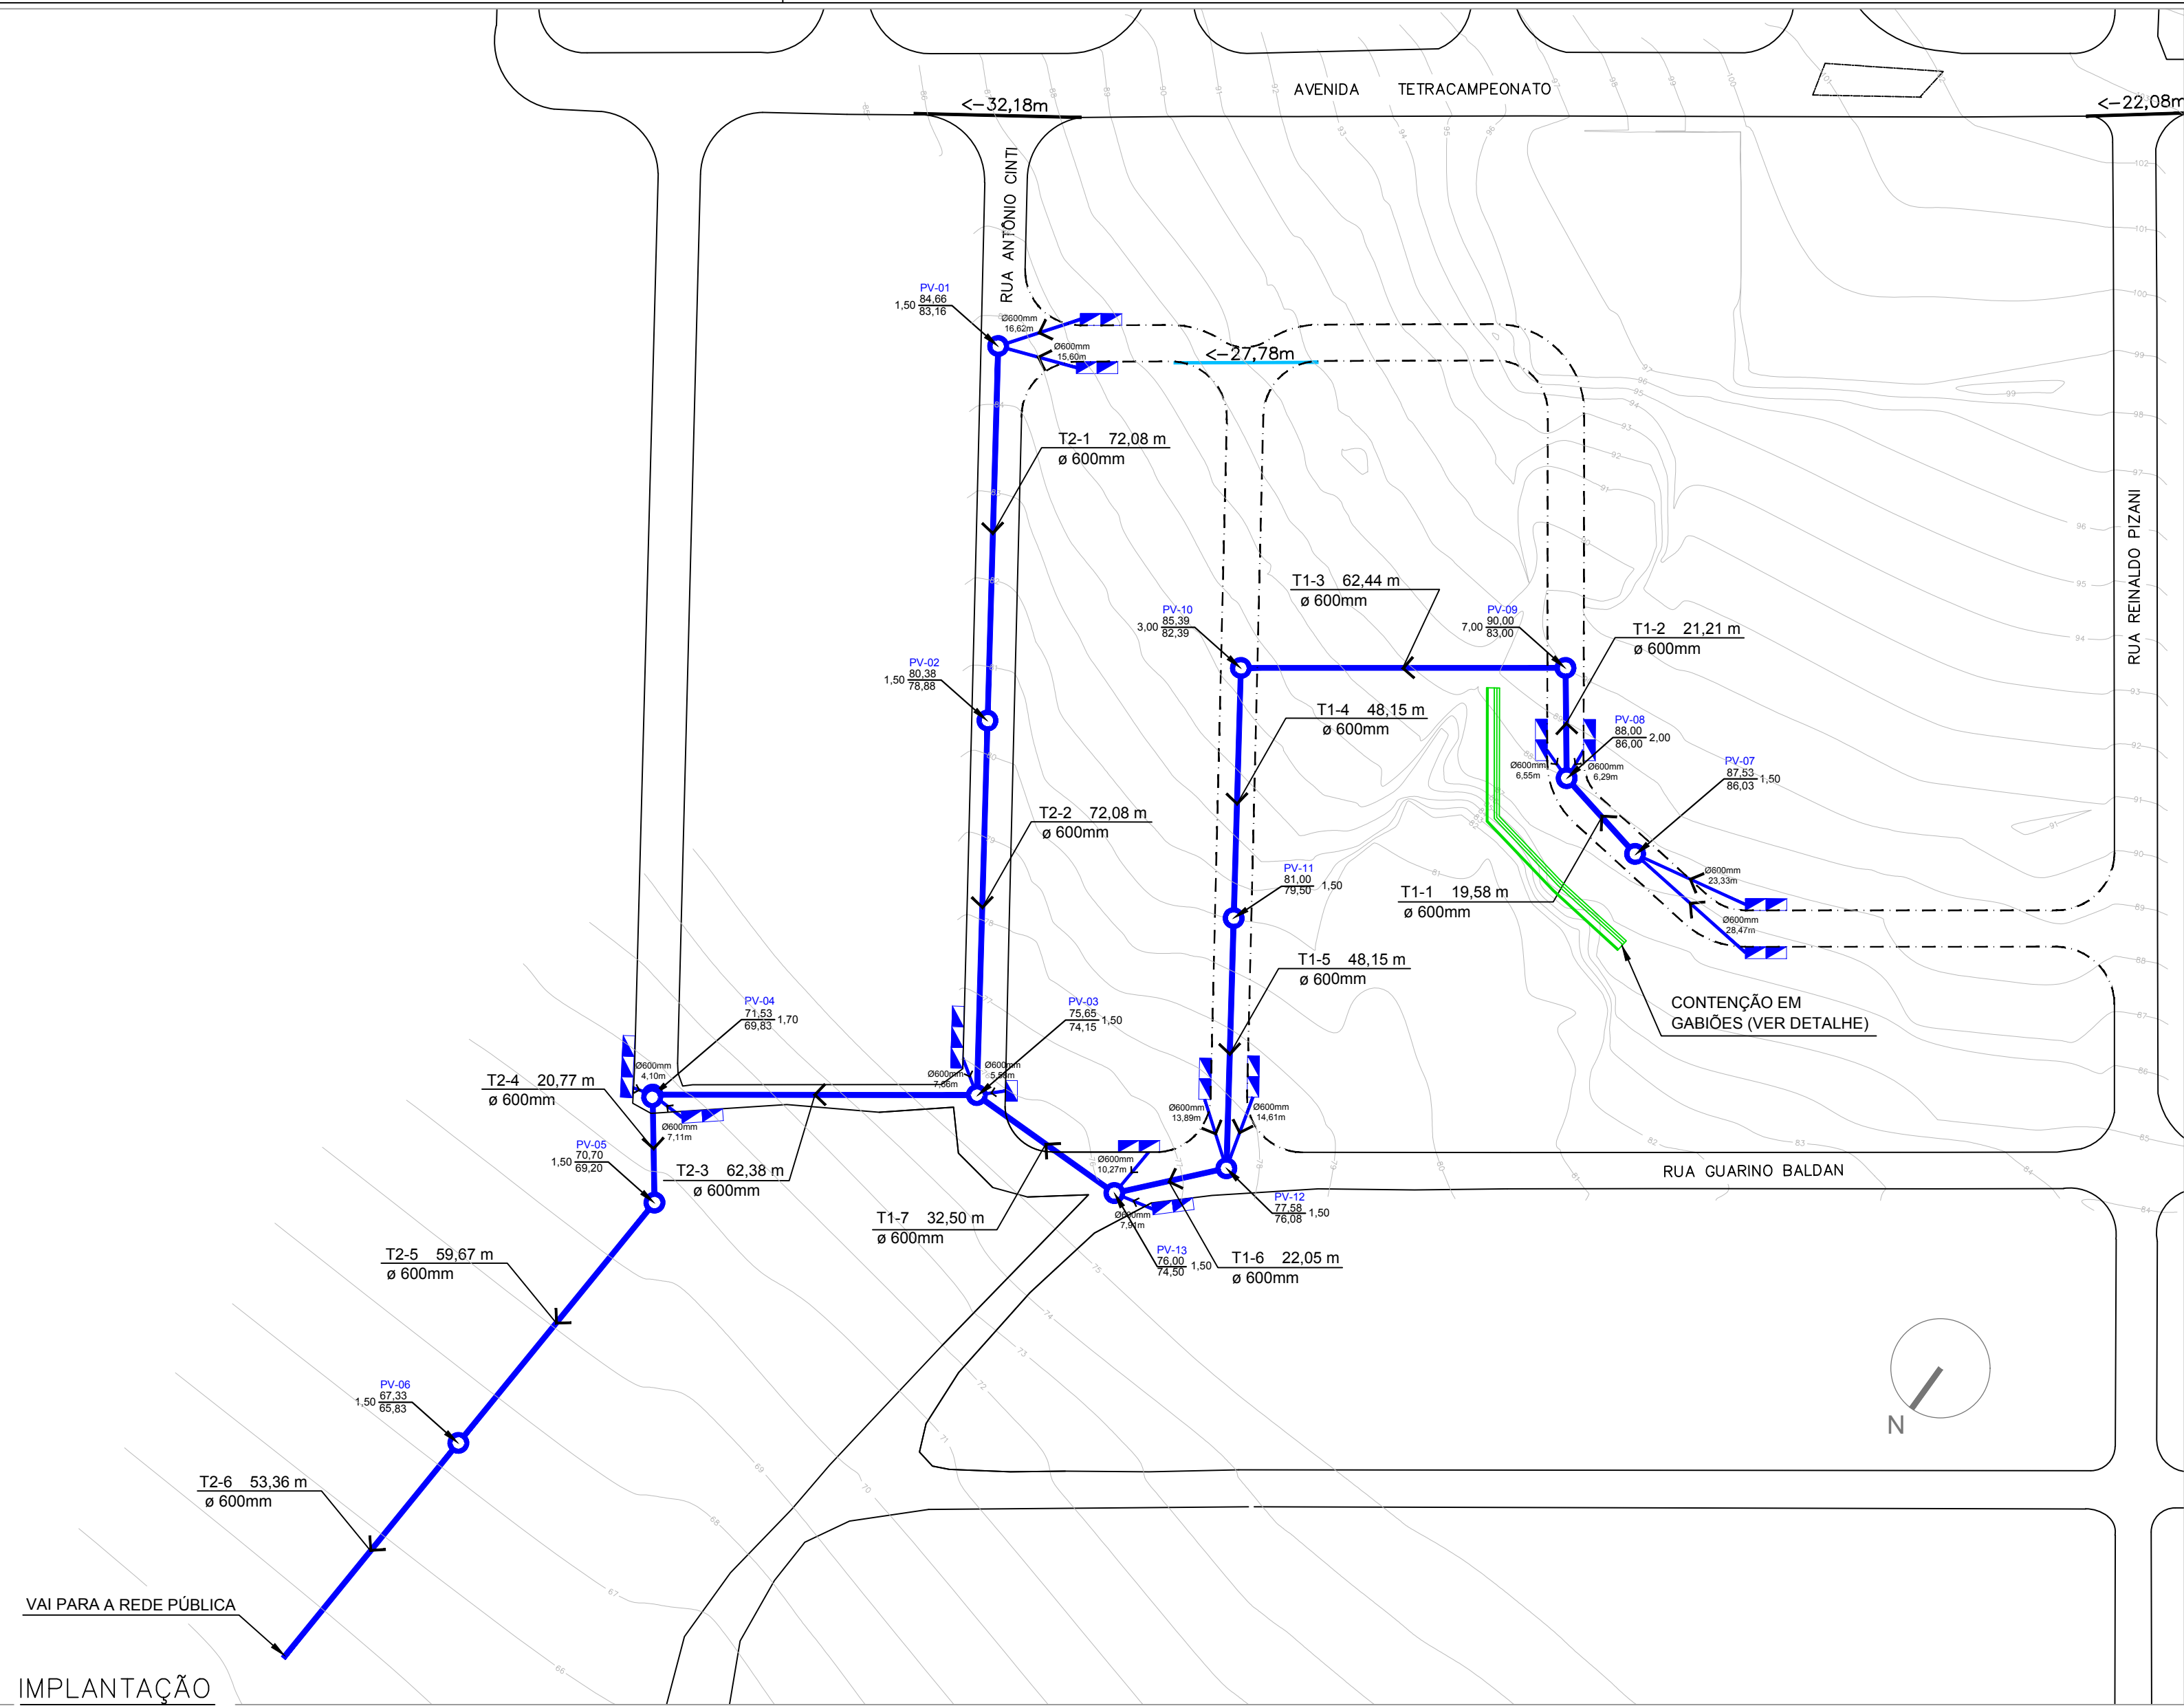 AVENIDA TETRACAMPEONATO
<-32,18m
<-22,08m
RUA ANTÔNIO CINTI
PV-01
84,66
1,50
83,16
Ø600mm
16,62m
Ø600mm
15,60m
<-27,78m
T2-1 72,08 m
ø 600mm
RUA REINALDO PIZANI
T1-3 62,44 m
ø 600mm
PV-10
85,39
3,00
82,39
PV-09
90,00
7,00
83,00
T1-2 21,21 m
ø 600mm
PV-02
80,38
1,50
78,88
T1-4 48,15 m
ø 600mm
PV-08
88,00
2,00
86,00
Ø600mm
6,55m
Ø600mm
6,29m
PV-07
87,53
1,50
86,03
T2-2 72,08 m
ø 600mm
PV-11
81,00
1,50
79,50
T1-1 19,58 m
ø 600mm
Ø600mm
23,33m
Ø600mm
28,47m
T1-5 48,15 m
ø 600mm
CONTENÇÃO EM
GABIÕES (VER DETALHE)
PV-04
71,53
1,70
69,83
PV-03
75,65
1,50
74,15
Ø600mm
4,10m
Ø600mm
Ø600mm
T2-4 20,77 m
ø 600mm
Ø600mm
7,11m
Ø600mm
13,89m
Ø600mm
14,61m
PV-05
70,70
1,50
69,20
T2-3 62,38 m
ø 600mm
Ø600mm
10,27m
RUA GUARINO BALDAN
T1-7 32,50 m
ø 600mm
Ø600mm
7,91m
PV-12
77,58
1,50
76,08
PV-13
76,00
1,50
74,50
T1-6 22,05 m
ø 600mm
T2-5 59,67 m
ø 600mm
PV-06
67,33
1,50
65,83
N
T2-6 53,36 m
ø 600mm
VAI PARA A REDE PÚBLICA
IMPLANTAÇÃO